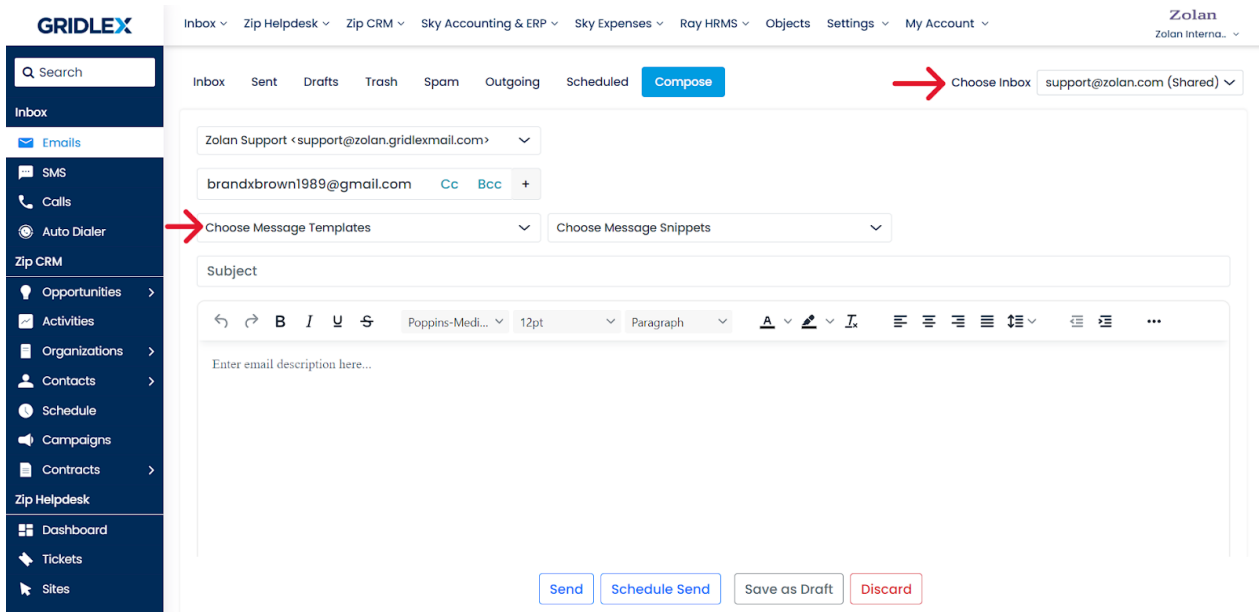 GRIDLEX
Inbox Zip Helpdesk Zip CRM Sky Accounting & ERP Sky Expenses Ray HRMS Objects Settings My Account
Zolan
Zolan Interna..
Search
Inbox
Emails
SMS
Calls
Auto Dialer
Zip CRM
Opportunities
Activities
Organizations
Contacts
Schedule
Campaigns
Contracts
Zip Helpdesk
Dashboard
Tickets
Sites
Inbox Sent Drafts Trash Spam Outgoing Scheduled Compose
Choose Inbox support@zolan.com (Shared)
Zolan Support <support@zolan.gridlexmail.com>
brandxbrown1989@gmail.com Cc Bcc +
Choose Message Templates Choose Message Snippets
Subject
B I U S Poppins-Medi... 12pt Paragraph A Tx ...
Enter email description here...
Send Schedule Send Save as Draft Discard